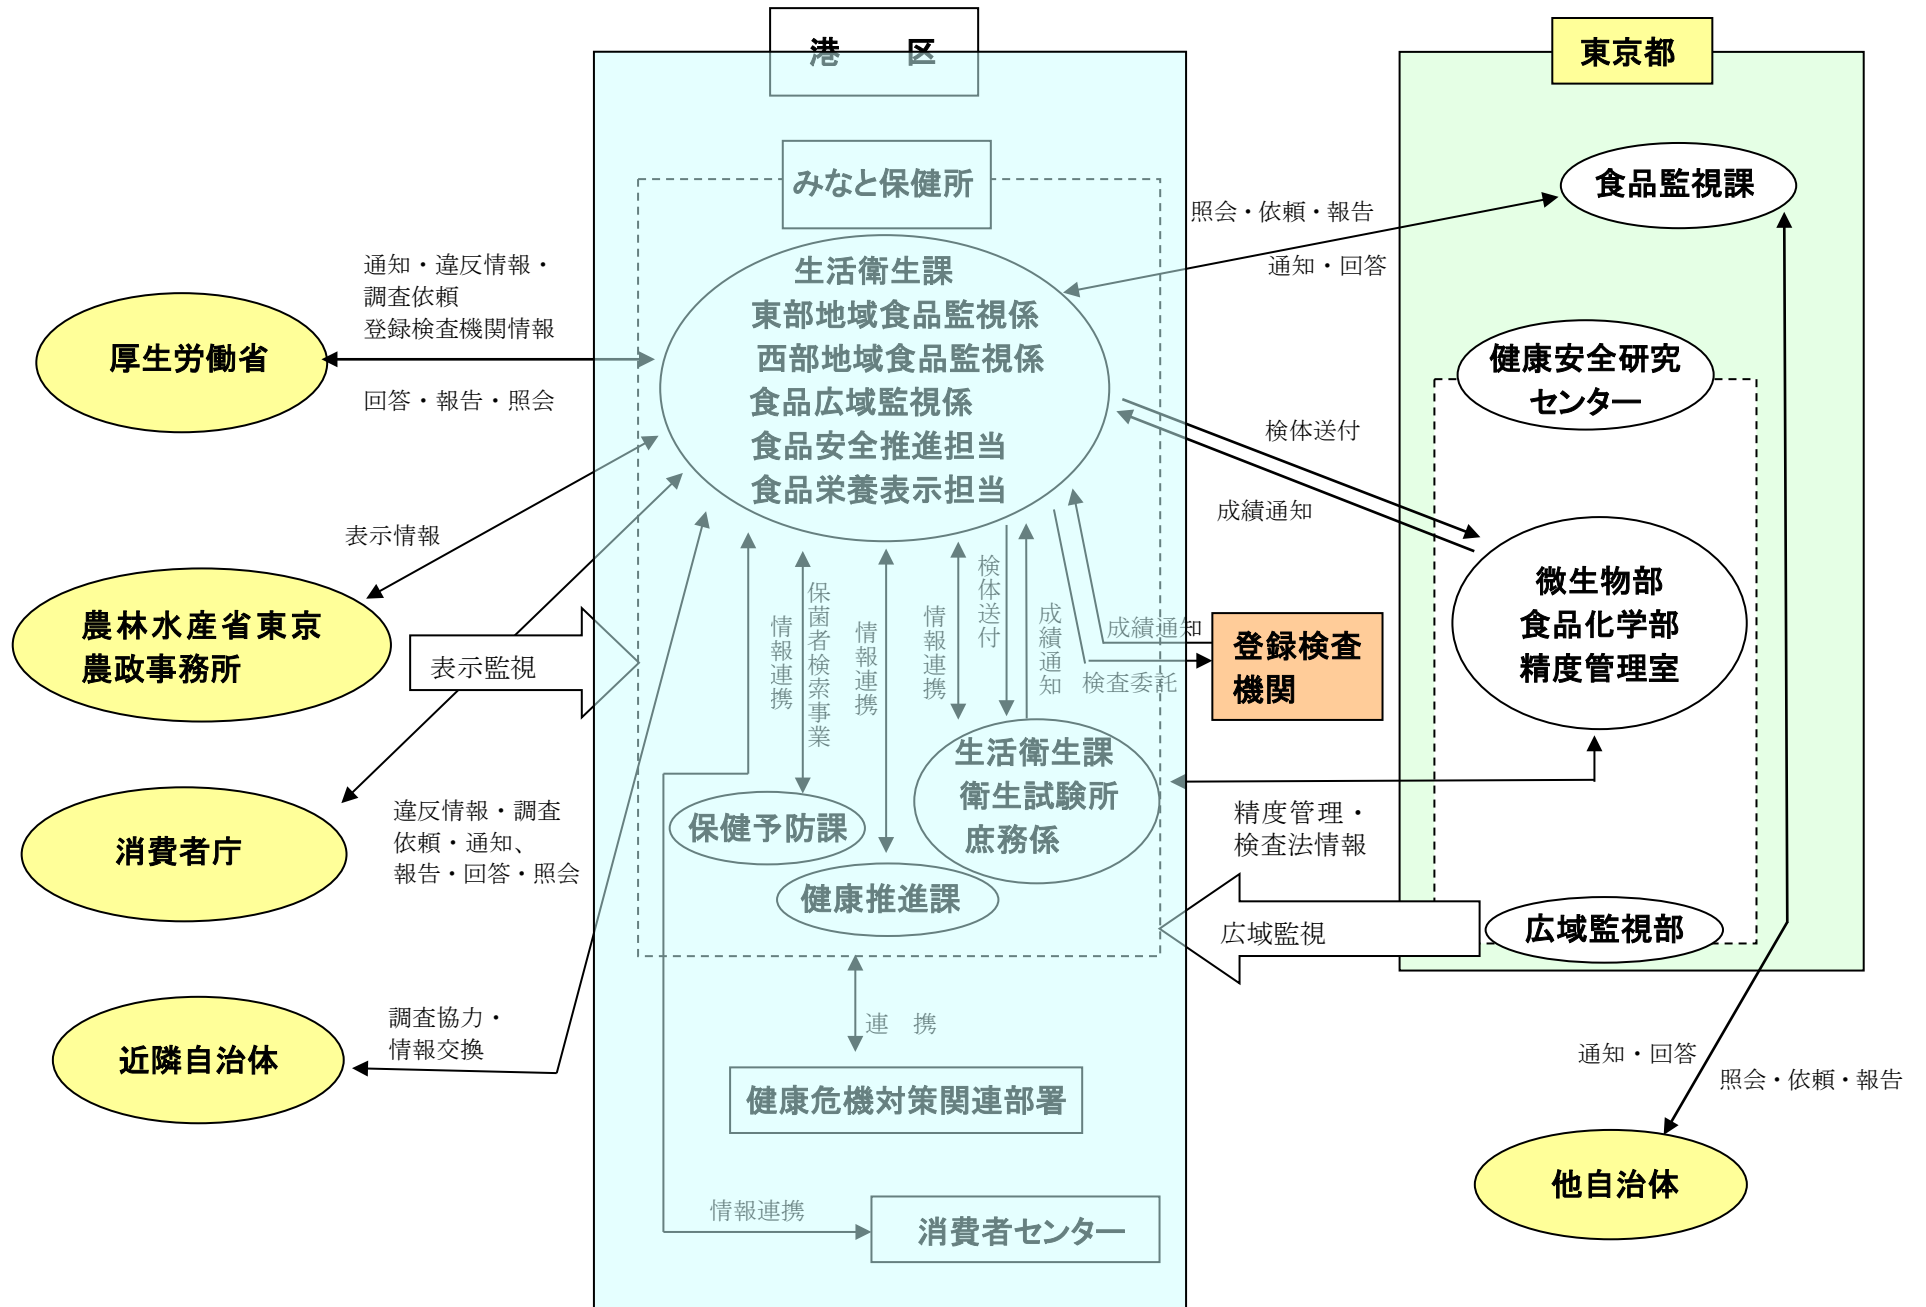 港　区
東京都
みなと保健所
生活衛生課
東部地域食品監視係
西部地域食品監視係
食品広域監視係
食品安全推進担当
食品栄養表示担当
食品監視課
照会・依頼・報告
通知・回答
通知・違反情報・
調査依頼
登録検査機関情報
厚生労働省
回答・報告・照会
健康安全研究
センター
検体送付
成績通知
表示情報
農林水産省東京
農政事務所
表示監視
情報連携
保菌者検索事業
情報連携
情報連携
検体送付
成績通知
成績通知
検査委託
登録検査
機関
微生物部
食品化学部
精度管理室
生活衛生課
衛生試験所
庶務係
保健予防課
健康推進課
消費者庁
違反情報・調査
依頼・通知、
報告・回答・照会
精度管理・
検査法情報
広域監視
広域監視部
近隣自治体
調査協力・
情報交換
連　携
健康危機対策関連部署
通知・回答
照会・依頼・報告
他自治体
情報連携
消費者センター